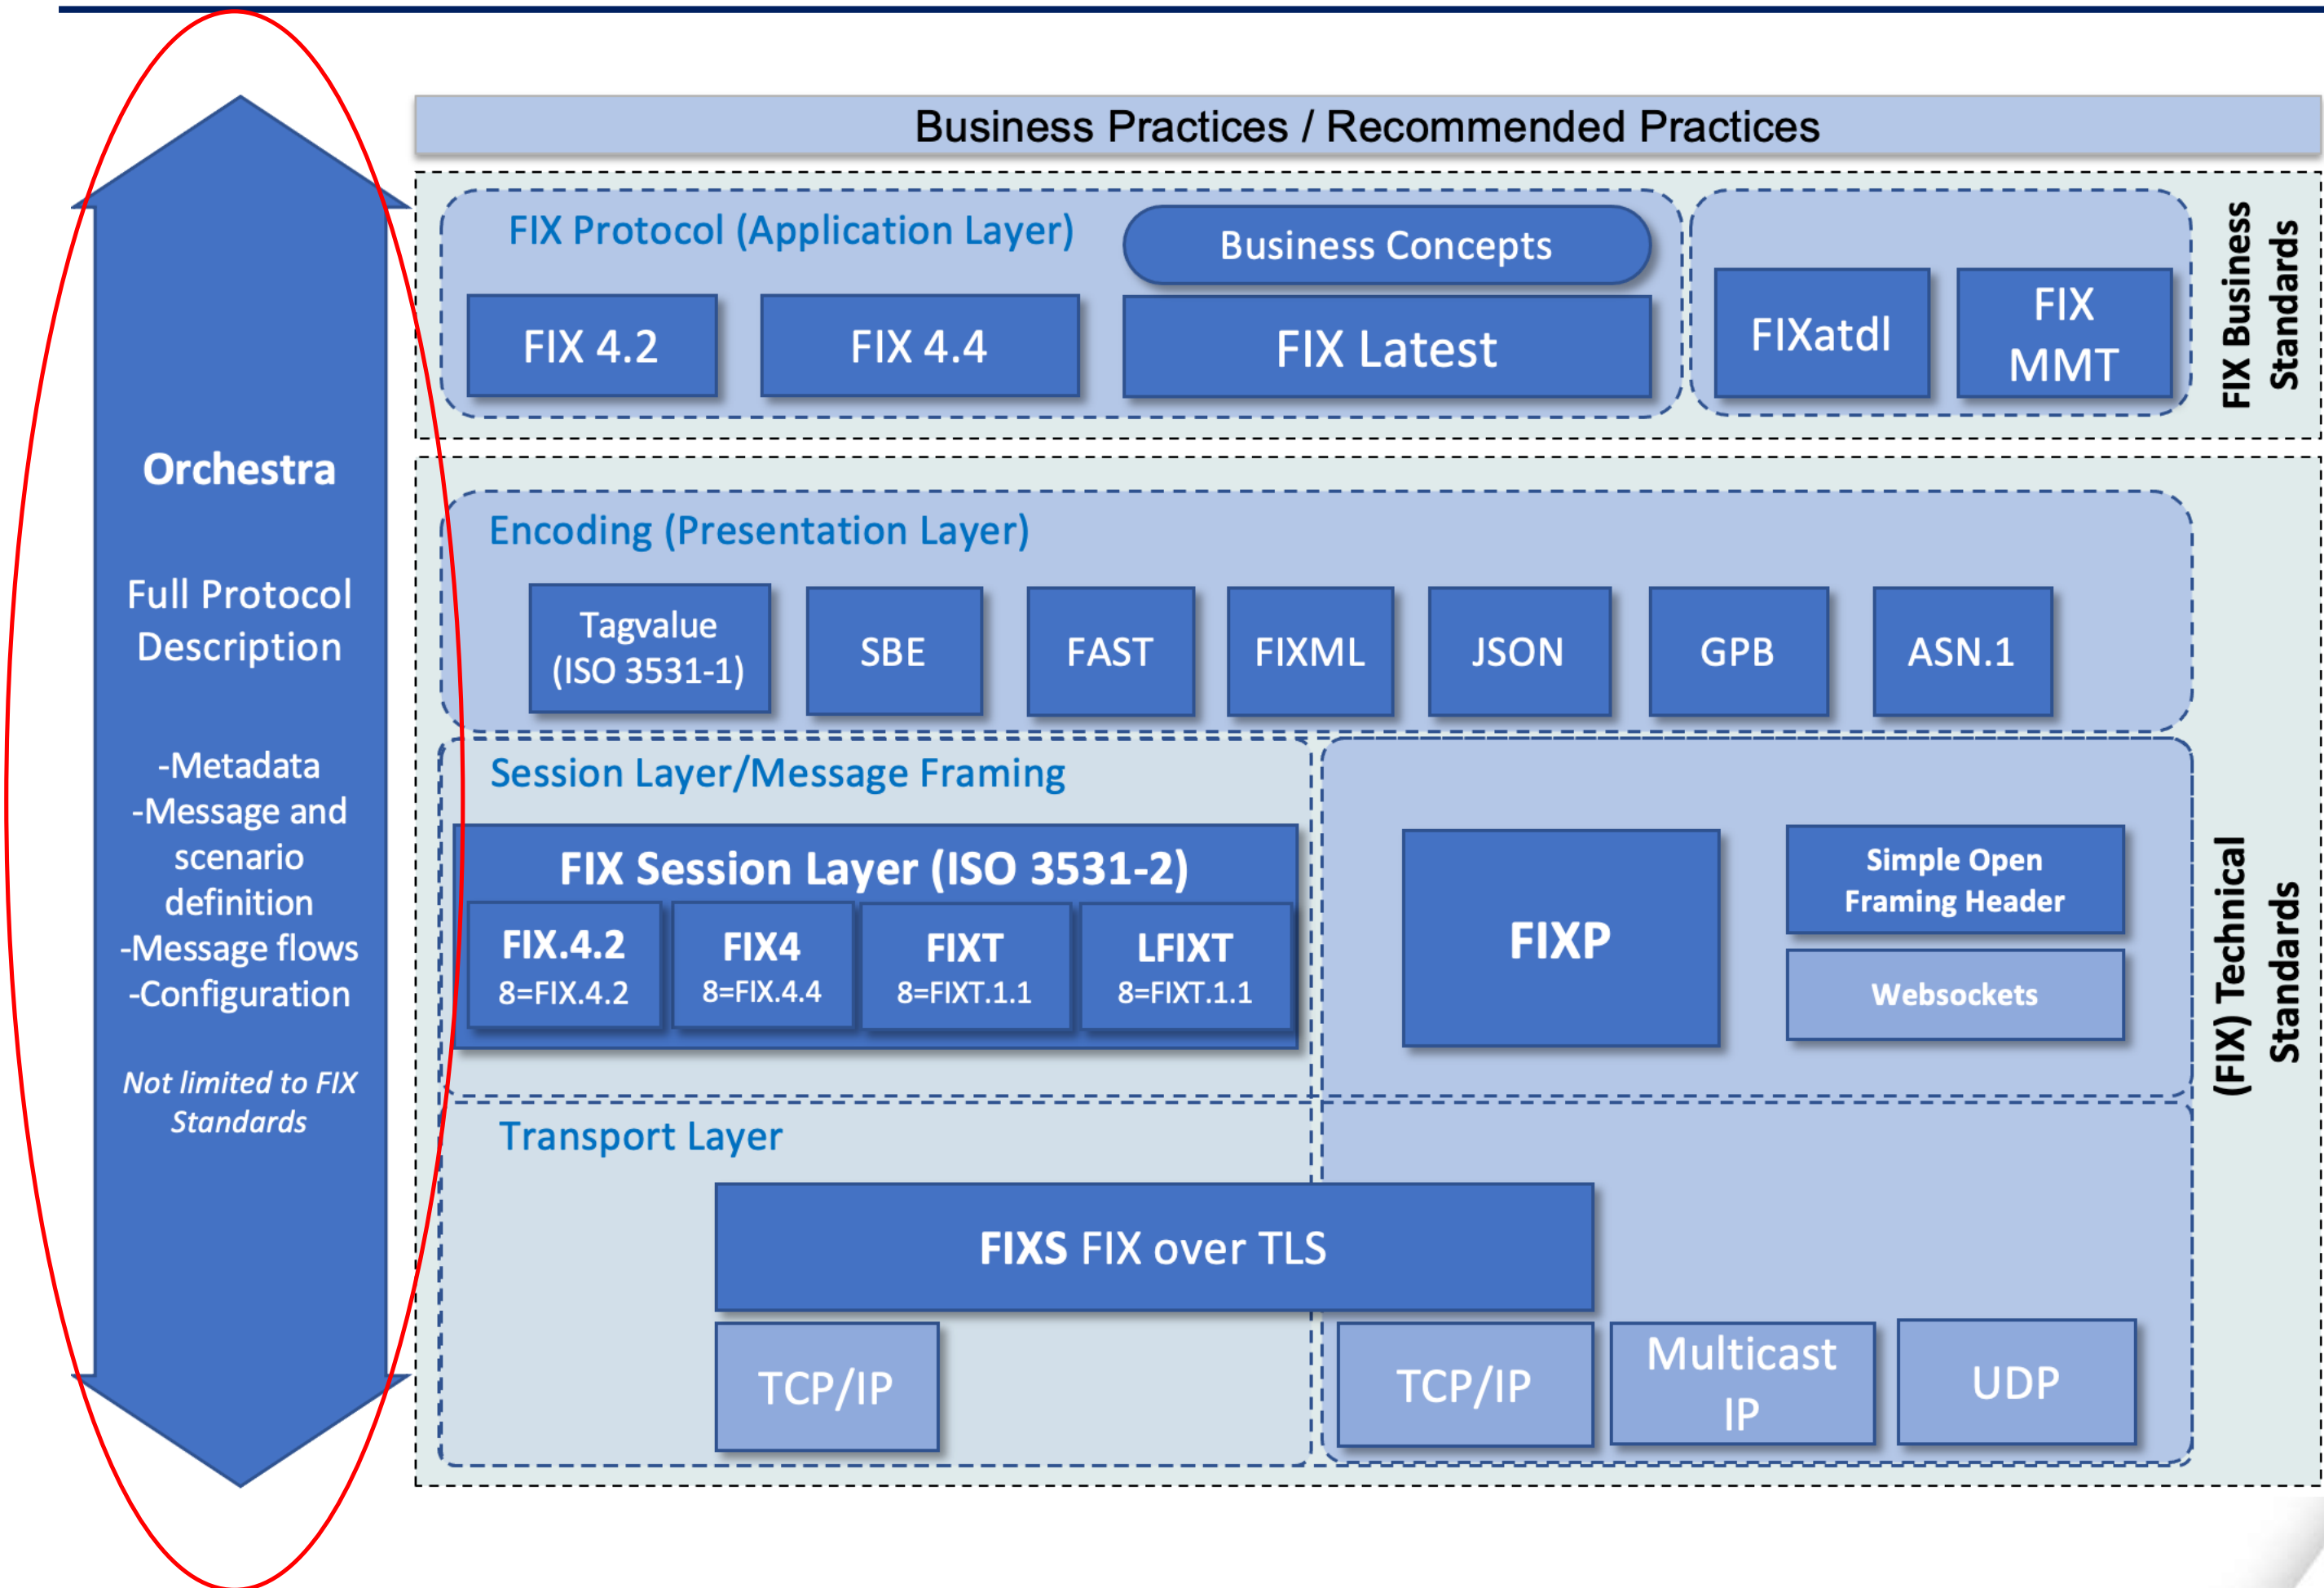 Business Practices / Recommended Practices
Orchestra
Full Protocol
Description
-Metadata
-Message and
scenario
definition
-Message flows
-Configuration
Not limited to FIX
Standards
FIX Protocol (Application Layer)
Business Concepts
FIX 4.2
FIX 4.4
FIX Latest
FIXatdl
FIX
MMT
FIX Business
Standards
Encoding (Presentation Layer)
Tagvalue
(ISO 3531-1)
SBE
FAST
FIXML
JSON
GPB
ASN.1
Session Layer/Message Framing
FIX Session Layer (ISO 3531-2)
FIX.4.2
8=FIX.4.2
FIX4
8=FIX.4.4
FIXT
8=FIXT.1.1
LFIXT
8=FIXT.1.1
FIXP
Simple Open
Framing Header
Websockets
(FIX) Technical
Standards
Transport Layer
FIXS FIX over TLS
TCP/IP
TCP/IP
Multicast
IP
UDP